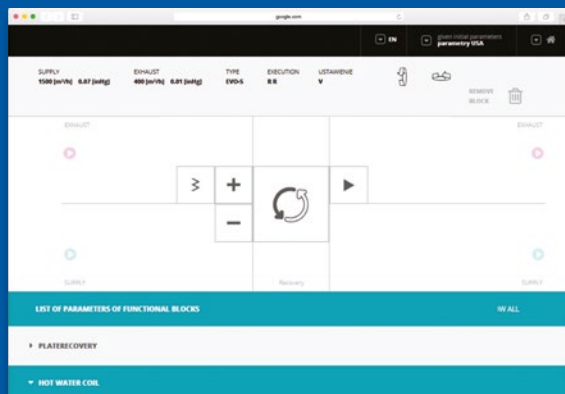 google.com
EN
given initial parameters
parametry USA
SUPPLY
1500 [m³/h] 0.07 [inHg]
EXHAUST
400 [m³/h] 0.01 [inHg]
TYPE
EVO-S
EXECUTION
R R
USTAWIENIE
V
REMOVE
BLOCK
EXHAUST
EXHAUST
SUPPLY
Recovery
SUPPLY
LIST OF PARAMETERS OF FUNCTIONAL BLOCKS
W ALL
PLATERECOVERY
HOT WATER COIL